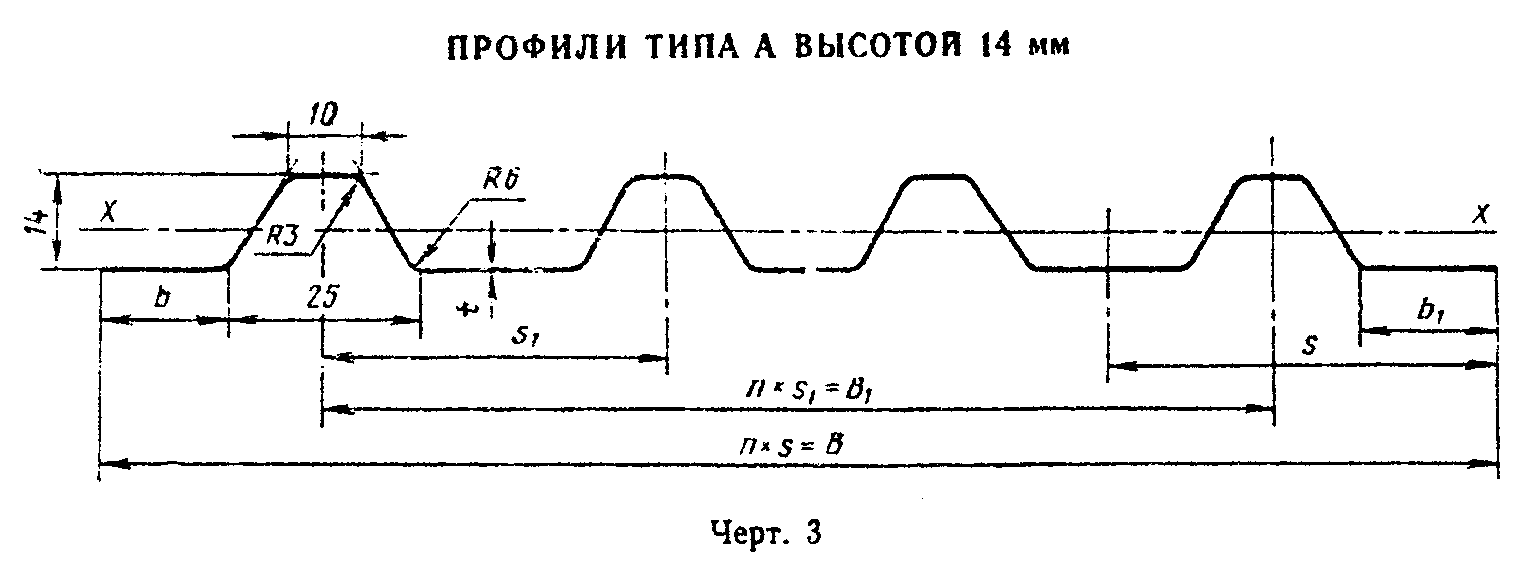 ПРОФИЛИ ТИПА А ВЫСОТОЙ 14 мм
10
R6
14
X
X
R3
b
25
t
s₁
b₁
s
n × s₁ = B₁
n × s = B
Черт. 3